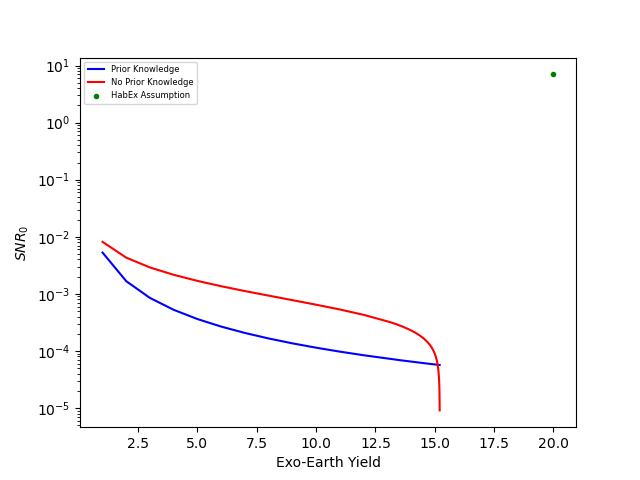 Prior Knowledge
No Prior Knowledge
HabEx Assumption
10^1
10^0
10^-1
10^-2
10^-3
10^-4
10^-5
SNR_0
2.5 5.0 7.5 10.0 12.5 15.0 17.5 20.0
Exo-Earth Yield